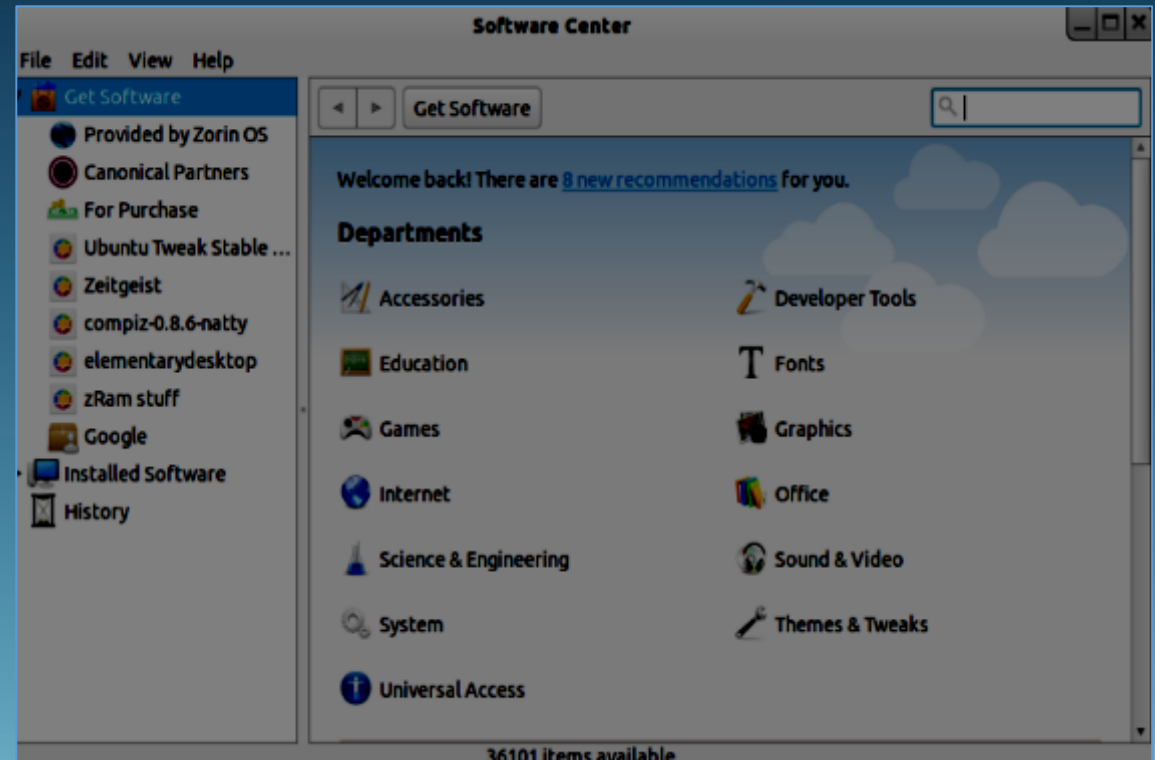 Software Center
File Edit View Help
Get Software
Provided by Zorin OS
Canonical Partners
For Purchase
Ubuntu Tweak Stable ...
Zeitgeist
compiz-0.8.6-natty
elementarydesktop
zRam stuff
Google
Installed Software
History
Get Software
Welcome back! There are 8 new recommendations for you.
Departments
Accessories
Developer Tools
Education
Fonts
Games
Graphics
Internet
Office
Science & Engineering
Sound & Video
System
Themes & Tweaks
Universal Access
36101 items available